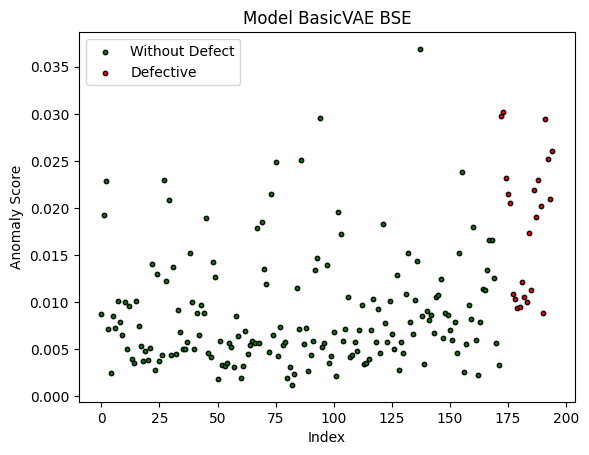 Model BasicVAE BSE
Without Defect
Defective
Anomaly Score
0.035
0.030
0.025
0.020
0.015
0.010
0.005
0.000
0 25 50 75 100 125 150 175 200
Index